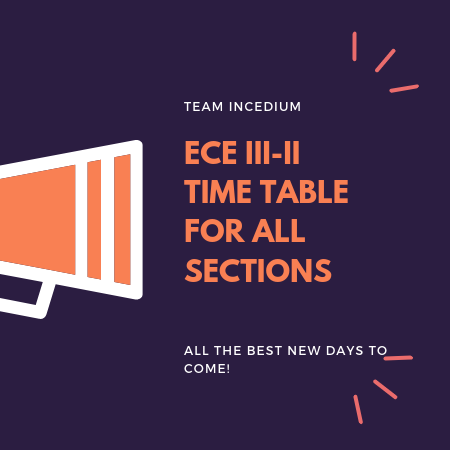 TEAM INCEDIUM
ECE III-II
TIME TABLE
FOR ALL
SECTIONS
ALL THE BEST NEW DAYS TO
COME!